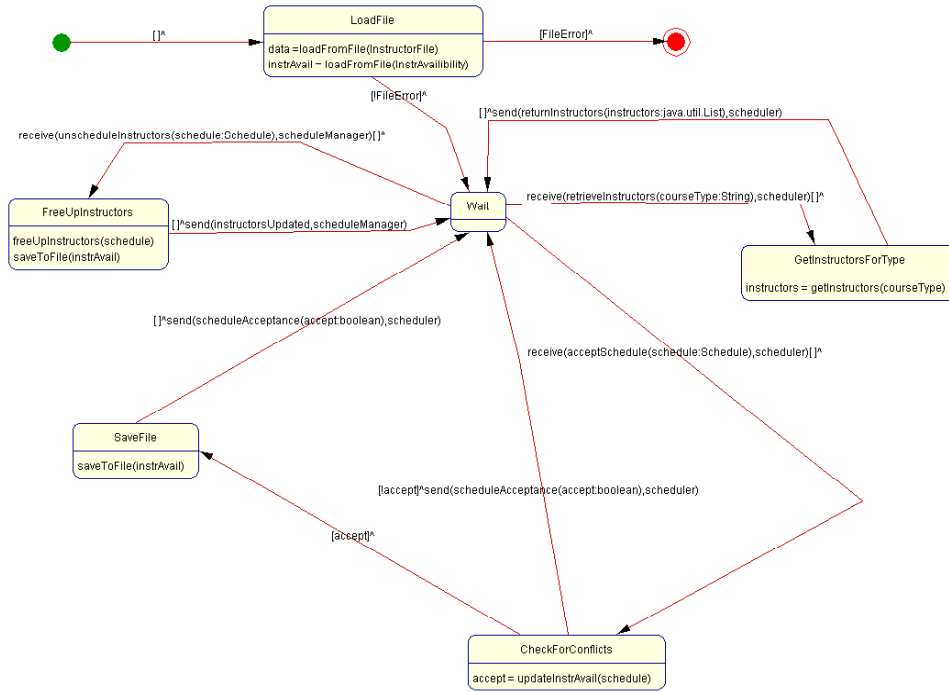 LoadFile
[ ]^
[FileError]^
data =loadFromFile(InstructorFile)
instrAvail = loadFromFile(InstrAvailibility)
[!FileError]^
[ ]^send(returnInstructors(instructors:java.util.List),scheduler)
receive(unscheduleInstructors(schedule:Schedule),scheduleManager)[ ]^
Wait
receive(retrieveInstructors(courseType:String),scheduler)[ ]^
FreeUpInstructors
[ ]^send(instructorsUpdated,scheduleManager)
freeUpInstructors(schedule)
saveToFile(instrAvail)
GetInstructorsForType
instructors = getInstructors(courseType)
[ ]^send(scheduleAcceptance(accept:boolean),scheduler)
receive(acceptSchedule(schedule:Schedule),scheduler)[ ]^
SaveFile
saveToFile(instrAvail)
[!accept]^send(scheduleAcceptance(accept:boolean),scheduler)
[accept]^
CheckForConflicts
accept = updateInstrAvail(schedule)